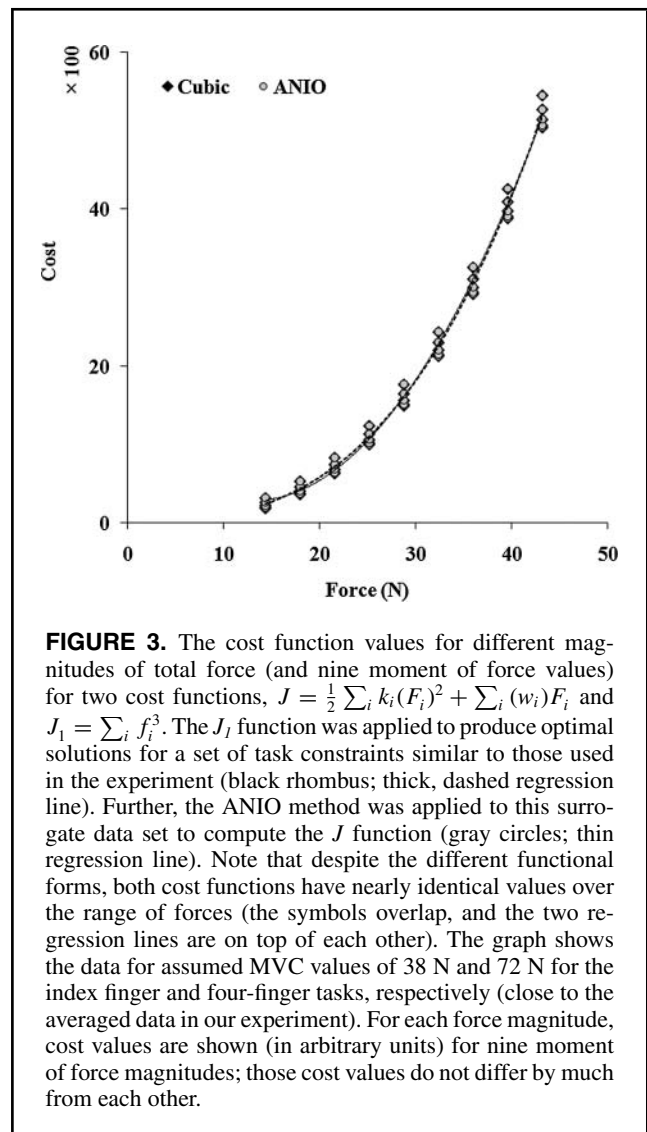 60
× 100
Cubic ANIO
40
Cost
20
0
0 10 20 30 40 50
Force (N)
FIGURE 3. The cost function values for different mag-
nitudes of total force (and nine moment of force values)
for two cost functions, J = ½ ∑ᵢ kᵢ(Fᵢ)² + ∑ᵢ (wᵢ)Fᵢ and
J₁ = ∑ᵢ fᵢ³. The J₁ function was applied to produce optimal
solutions for a set of task constraints similar to those used
in the experiment (black rhombus; thick, dashed regression
line). Further, the ANIO method was applied to this surro-
gate data set to compute the J function (gray circles; thin
regression line). Note that despite the different functional
forms, both cost functions have nearly identical values over
the range of forces (the symbols overlap, and the two re-
gression lines are on top of each other). The graph shows
the data for assumed MVC values of 38 N and 72 N for the
index finger and four-finger tasks, respectively (close to the
averaged data in our experiment). For each force magnitude,
cost values are shown (in arbitrary units) for nine moment
of force magnitudes; those cost values do not differ by much
from each other.